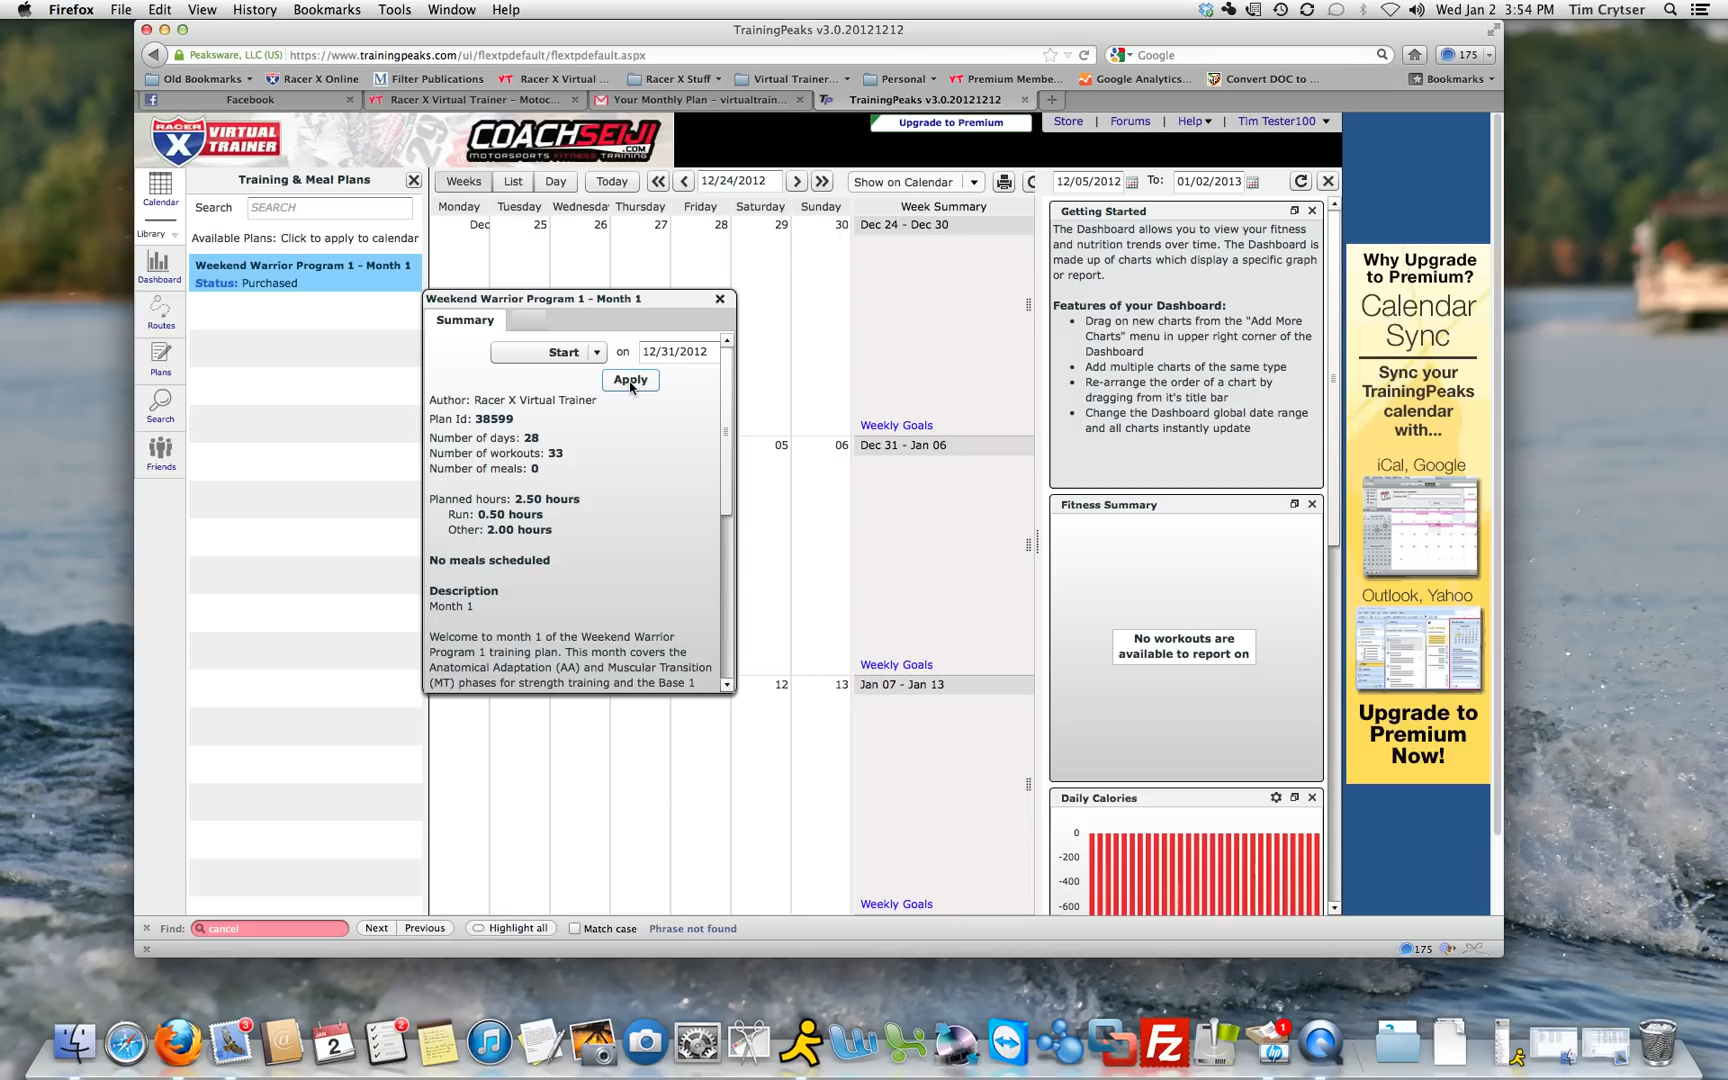 Firefox File Edit View History Bookmarks Tools Window Help
Wed Jan 2 3:54 PM Tim Crytser
TrainingPeaks v3.0.20121212
Peaksware, LLC (US) https://www.trainingpeaks.com/ui/flextpdefault/flextpdefault.aspx
Google
175
Old Bookmarks Racer X Online Filter Publications Racer X Virtual ... Racer X Stuff Virtual Trainer... Personal Premium Membe... Google Analytics... Convert DOC to ... Bookmarks
Facebook Racer X Virtual Trainer – Motoc... Your Monthly Plan – virtualtrain... TrainingPeaks v3.0.20121212
RACER X VIRTUAL TRAINER
COACHSEIJI.COM
MOTORSPORTS FITNESS TRAINING
Upgrade to Premium
Store Forums Help Tim Tester100
Calendar
Library
Dashboard
Routes
Plans
Search
Friends
Training & Meal Plans
Search SEARCH
Available Plans: Click to apply to calendar
Weekend Warrior Program 1 - Month 1
Status: Purchased
Weeks List Day Today 12/24/2012 Show on Calendar
Monday Tuesday Wednesda Thursday Friday Saturday Sunday Week Summary
Dec 25 26 27 28 29 30 Dec 24 - Dec 30
Weekly Goals
05 06 Dec 31 - Jan 06
Weekly Goals
12 13 Jan 07 - Jan 13
Weekly Goals
Weekend Warrior Program 1 - Month 1
Summary
Start on 12/31/2012
Apply
Author: Racer X Virtual Trainer
Plan Id: 38599
Number of days: 28
Number of workouts: 33
Number of meals: 0
Planned hours: 2.50 hours
Run: 0.50 hours
Other: 2.00 hours
No meals scheduled
Description
Month 1
Welcome to month 1 of the Weekend Warrior
Program 1 training plan. This month covers the
Anatomical Adaptation (AA) and Muscular Transition
(MT) phases for strength training and the Base 1
12/05/2012 To: 01/02/2013
Getting Started
The Dashboard allows you to view your fitness
and nutrition trends over time. The Dashboard is
made up of charts which display a specific graph
or report.
Features of your Dashboard:
Drag on new charts from the "Add More
Charts" menu in upper right corner of the
Dashboard
Add multiple charts of the same type
Re-arrange the order of a chart by
dragging from it's title bar
Change the Dashboard global date range
and all charts instantly update
Fitness Summary
No workouts are
available to report on
Daily Calories
0
-200
-400
-600
Why Upgrade
to Premium?
Calendar
Sync
Sync your
TrainingPeaks
calendar
with...
iCal, Google
Outlook, Yahoo
Upgrade to
Premium
Now!
Find: cancel Next Previous Highlight all Match case Phrase not found
175
3
JAN
2
2
1